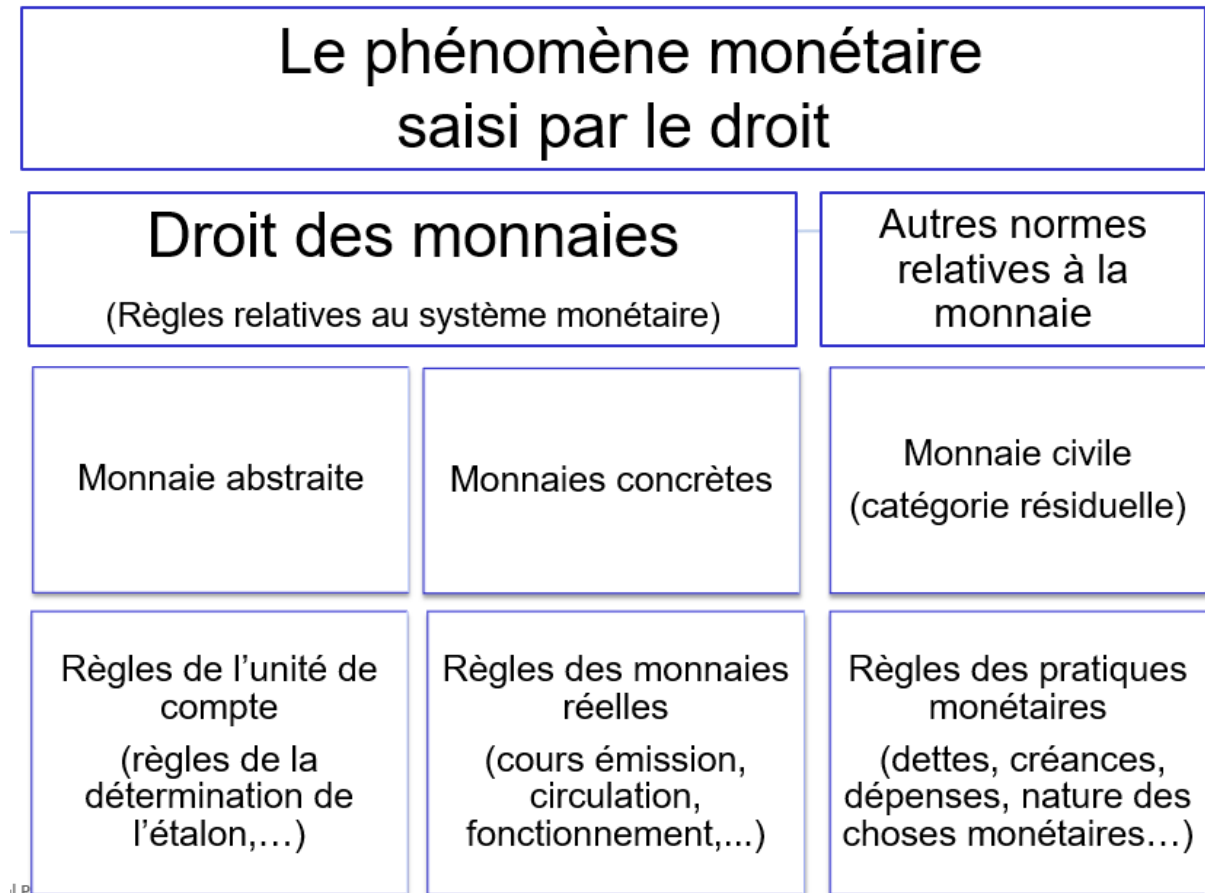 Le phénomène monétaire
saisi par le droit
Droit des monnaies
(Règles relatives au système monétaire)
Autres normes
relatives à la
monnaie
Monnaie abstraite
Monnaies concrètes
Monnaie civile
(catégorie résiduelle)
Règles de l’unité de
compte
(règles de la
détermination de
l’étalon,…)
Règles des monnaies
réelles
(cours émission,
circulation,
fonctionnement,...)
Règles des pratiques
monétaires
(dettes, créances,
dépenses, nature des
choses monétaires…)